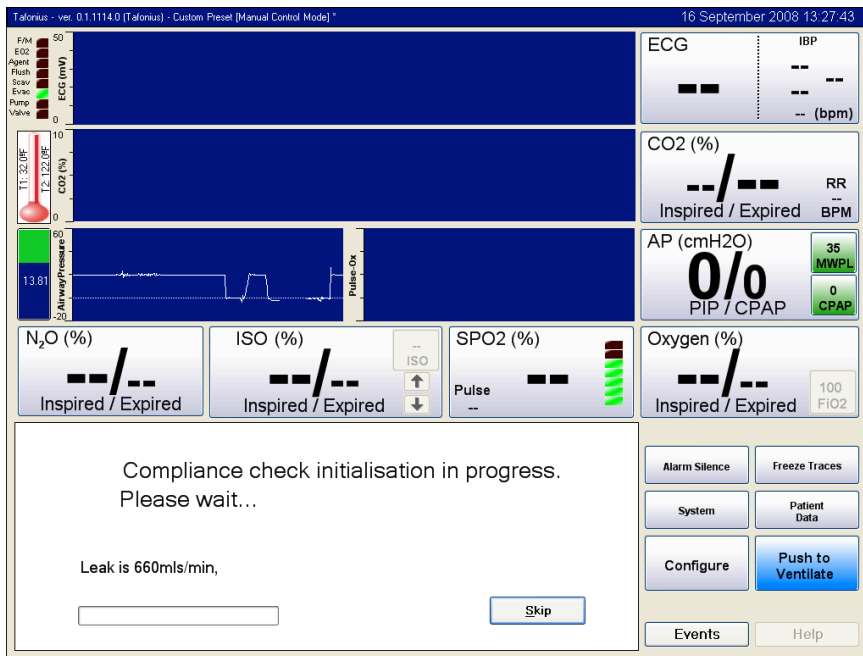 Tafonius - ver. 0.1.1114.0 (Tafonius) - Custom Preset [Manual Control Mode] *
16 September 2008 13:27:43
F/M
EO2
Agent
Flush
Scav
Evac
Pump
Valve
50
ECG (mV)
0
ECG
--
IBP
--
--
--
-- (bpm)
T1: 32.0ºF
T2: 122.0ºF
10
CO2 (%)
0
CO2 (%)
--/--
Inspired / Expired
RR
--
BPM
13.81
60
AirwayPressure
-20
Pulse-Ox
AP (cmH2O)
0/0
PIP / CPAP
35
MWPL
0
CPAP
N₂O (%)
--/--
Inspired / Expired
ISO (%)
--/--
Inspired / Expired
--
ISO
SPO2 (%)
--
Pulse
--
Oxygen (%)
--/--
Inspired / Expired
100
FiO2
Compliance check initialisation in progress.
Please wait...
Leak is 660mls/min,
Skip
Alarm Silence
Freeze Traces
System
Patient
Data
Configure
Push to
Ventilate
Events
Help